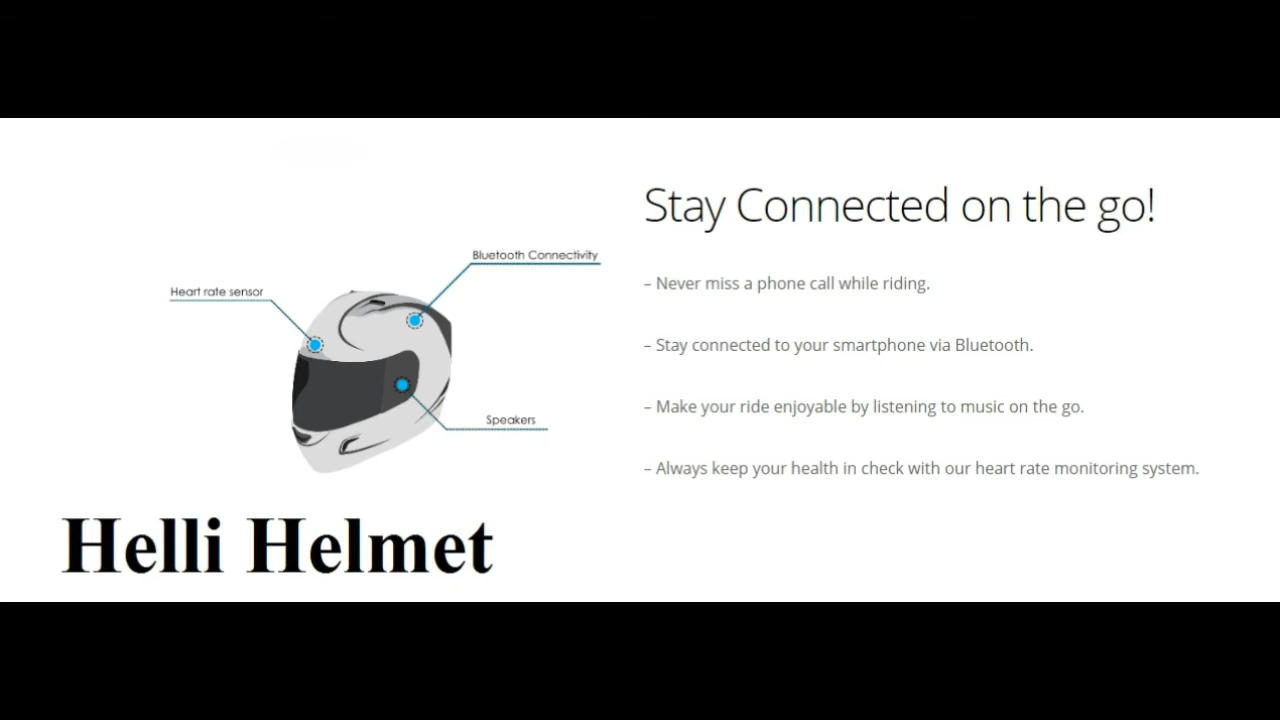 Stay Connected on the go!
Bluetooth Connectivity
Heart rate sensor
– Never miss a phone call while riding.
– Stay connected to your smartphone via Bluetooth.
– Make your ride enjoyable by listening to music on the go.
Speakers
– Always keep your health in check with our heart rate monitoring system.
Helli Helmet